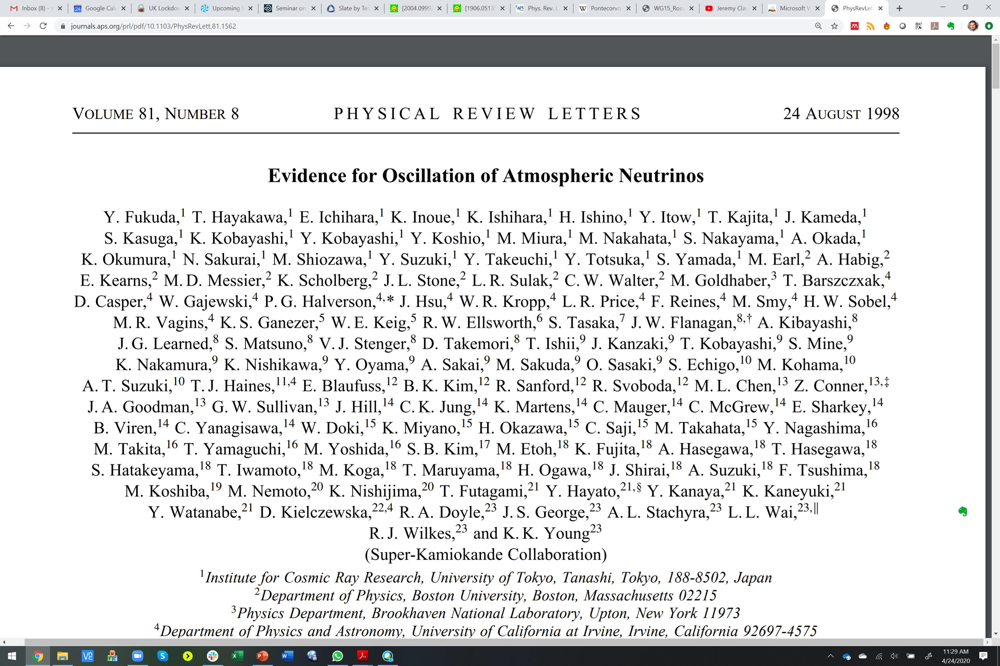 Inbox (8) - Google Cale UK Lockdow Upcoming Seminar on Slate by Tec [2004.0999 [1906.0513 Phys. Rev. L Pontecorvo WG15_Ross Jeremy Clar Microsoft PhysRevLet
journals.aps.org/prl/pdf/10.1103/PhysRevLett.81.1562
VOLUME 81, NUMBER 8 PHYSICAL REVIEW LETTERS 24 AUGUST 1998
Evidence for Oscillation of Atmospheric Neutrinos
Y. Fukuda,1 T. Hayakawa,1 E. Ichihara,1 K. Inoue,1 K. Ishihara,1 H. Ishino,1 Y. Itow,1 T. Kajita,1 J. Kameda,1
S. Kasuga,1 K. Kobayashi,1 Y. Kobayashi,1 Y. Koshio,1 M. Miura,1 M. Nakahata,1 S. Nakayama,1 A. Okada,1
K. Okumura,1 N. Sakurai,1 M. Shiozawa,1 Y. Suzuki,1 Y. Takeuchi,1 Y. Totsuka,1 S. Yamada,1 M. Earl,2 A. Habig,2
E. Kearns,2 M. D. Messier,2 K. Scholberg,2 J. L. Stone,2 L. R. Sulak,2 C. W. Walter,2 M. Goldhaber,3 T. Barszczxak,4
D. Casper,4 W. Gajewski,4 P. G. Halverson,4,* J. Hsu,4 W. R. Kropp,4 L. R. Price,4 F. Reines,4 M. Smy,4 H. W. Sobel,4
M. R. Vagins,4 K. S. Ganezer,5 W. E. Keig,5 R. W. Ellsworth,6 S. Tasaka,7 J. W. Flanagan,8,† A. Kibayashi,8
J. G. Learned,8 S. Matsuno,8 V. J. Stenger,8 D. Takemori,8 T. Ishii,9 J. Kanzaki,9 T. Kobayashi,9 S. Mine,9
K. Nakamura,9 K. Nishikawa,9 Y. Oyama,9 A. Sakai,9 M. Sakuda,9 O. Sasaki,9 S. Echigo,10 M. Kohama,10
A. T. Suzuki,10 T. J. Haines,11,4 E. Blaufuss,12 B. K. Kim,12 R. Sanford,12 R. Svoboda,12 M. L. Chen,13 Z. Conner,13,‡
J. A. Goodman,13 G. W. Sullivan,13 J. Hill,14 C. K. Jung,14 K. Martens,14 C. Mauger,14 C. McGrew,14 E. Sharkey,14
B. Viren,14 C. Yanagisawa,14 W. Doki,15 K. Miyano,15 H. Okazawa,15 C. Saji,15 M. Takahata,15 Y. Nagashima,16
M. Takita,16 T. Yamaguchi,16 M. Yoshida,16 S. B. Kim,17 M. Etoh,18 K. Fujita,18 A. Hasegawa,18 T. Hasegawa,18
S. Hatakeyama,18 T. Iwamoto,18 M. Koga,18 T. Maruyama,18 H. Ogawa,18 J. Shirai,18 A. Suzuki,18 F. Tsushima,18
M. Koshiba,19 M. Nemoto,20 K. Nishijima,20 T. Futagami,21 Y. Hayato,21,§ Y. Kanaya,21 K. Kaneyuki,21
Y. Watanabe,21 D. Kielczewska,22,4 R. A. Doyle,23 J. S. George,23 A. L. Stachyra,23 L. L. Wai,23,||
R. J. Wilkes,23 and K. K. Young23
(Super-Kamiokande Collaboration)
1Institute for Cosmic Ray Research, University of Tokyo, Tanashi, Tokyo, 188-8502, Japan
2Department of Physics, Boston University, Boston, Massachusetts 02215
3Physics Department, Brookhaven National Laboratory, Upton, New York 11973
4Department of Physics and Astronomy, University of California at Irvine, Irvine, California 92697-4575
11:29 AM
4/24/2020